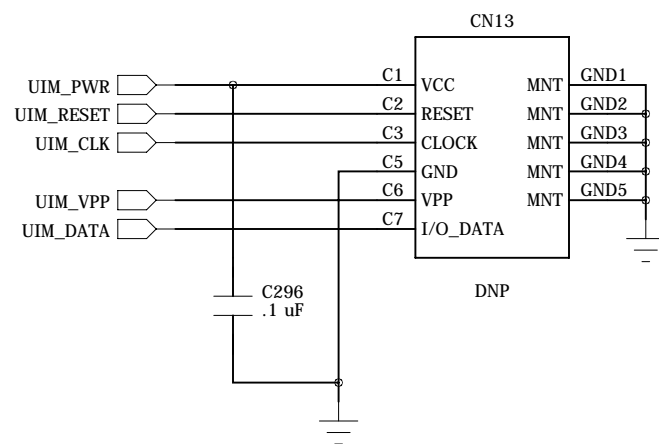 CN13
UIM_PWR C1 VCC MNT GND1
UIM_RESET C2 RESET MNT GND2
UIM_CLK C3 CLOCK MNT GND3
C5 GND MNT GND4
UIM_VPP C6 VPP MNT GND5
UIM_DATA C7 I/O_DATA
C296
.1 uF
DNP